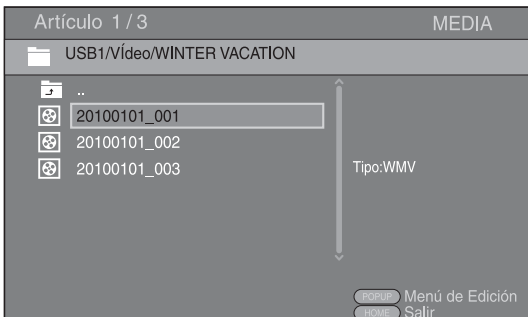 Artículo 1/3 MEDIA
USB1/Vídeo/WINTER VACATION
..
20100101_001
20100101_002
20100101_003
Tipo:WMV
POPUP Menú de Edición
HOME Salir